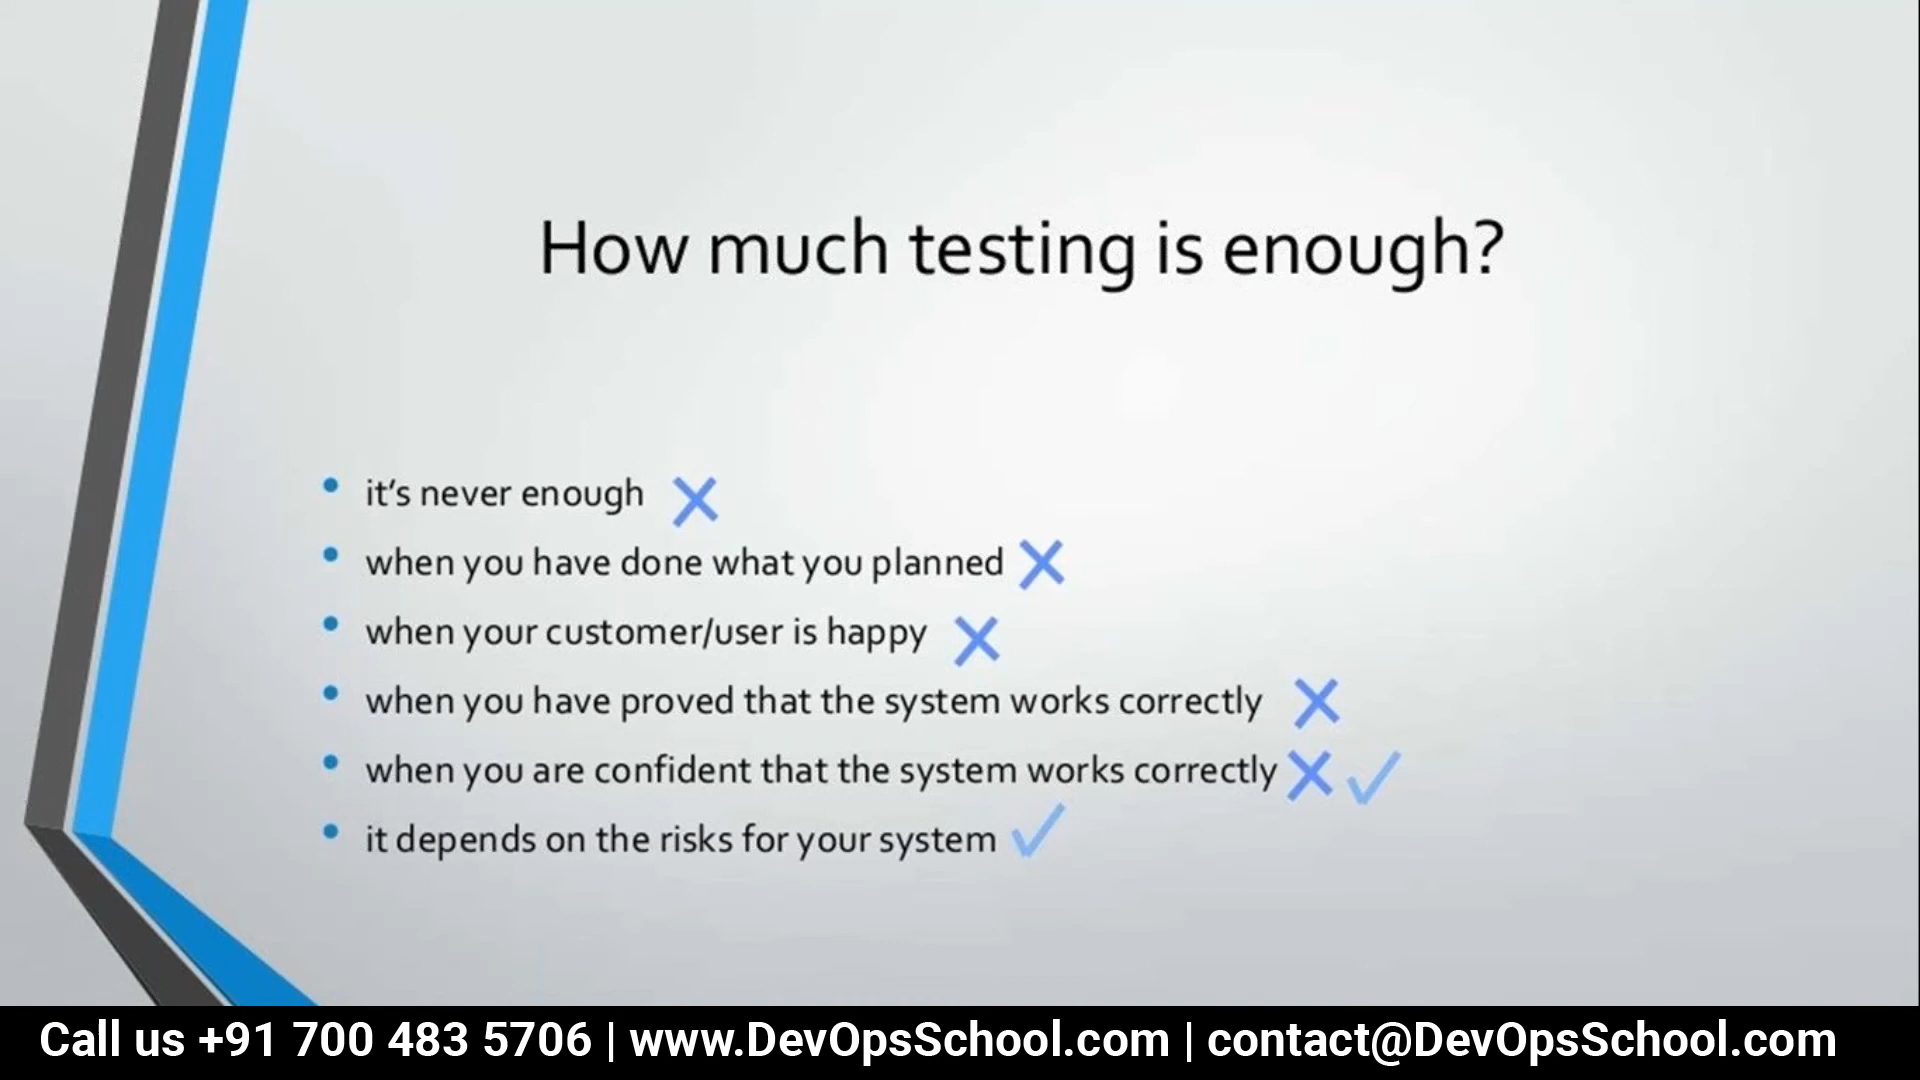 How much testing is enough?
it's never enough
when you have done what you planned
when your customer/user is happy
when you have proved that the system works correctly
when you are confident that the system works correctly
it depends on the risks for your system
Call us +91 700 483 5706 | www.DevOpsSchool.com | contact@DevOpsSchool.com